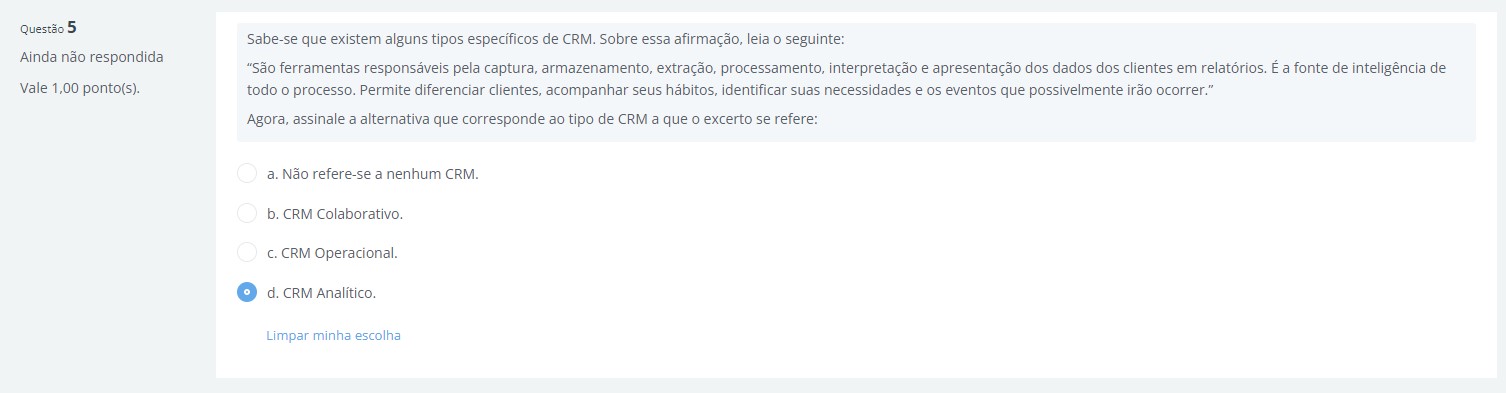 Questão 5
Ainda não respondida
Vale 1,00 ponto(s).
Sabe-se que existem alguns tipos específicos de CRM. Sobre essa afirmação, leia o seguinte:
“São ferramentas responsáveis pela captura, armazenamento, extração, processamento, interpretação e apresentação dos dados dos clientes em relatórios. É a fonte de inteligência de
todo o processo. Permite diferenciar clientes, acompanhar seus hábitos, identificar suas necessidades e os eventos que possivelmente irão ocorrer.”
Agora, assinale a alternativa que corresponde ao tipo de CRM a que o excerto se refere:
a. Não refere-se a nenhum CRM.
b. CRM Colaborativo.
c. CRM Operacional.
d. CRM Analítico.
Limpar minha escolha